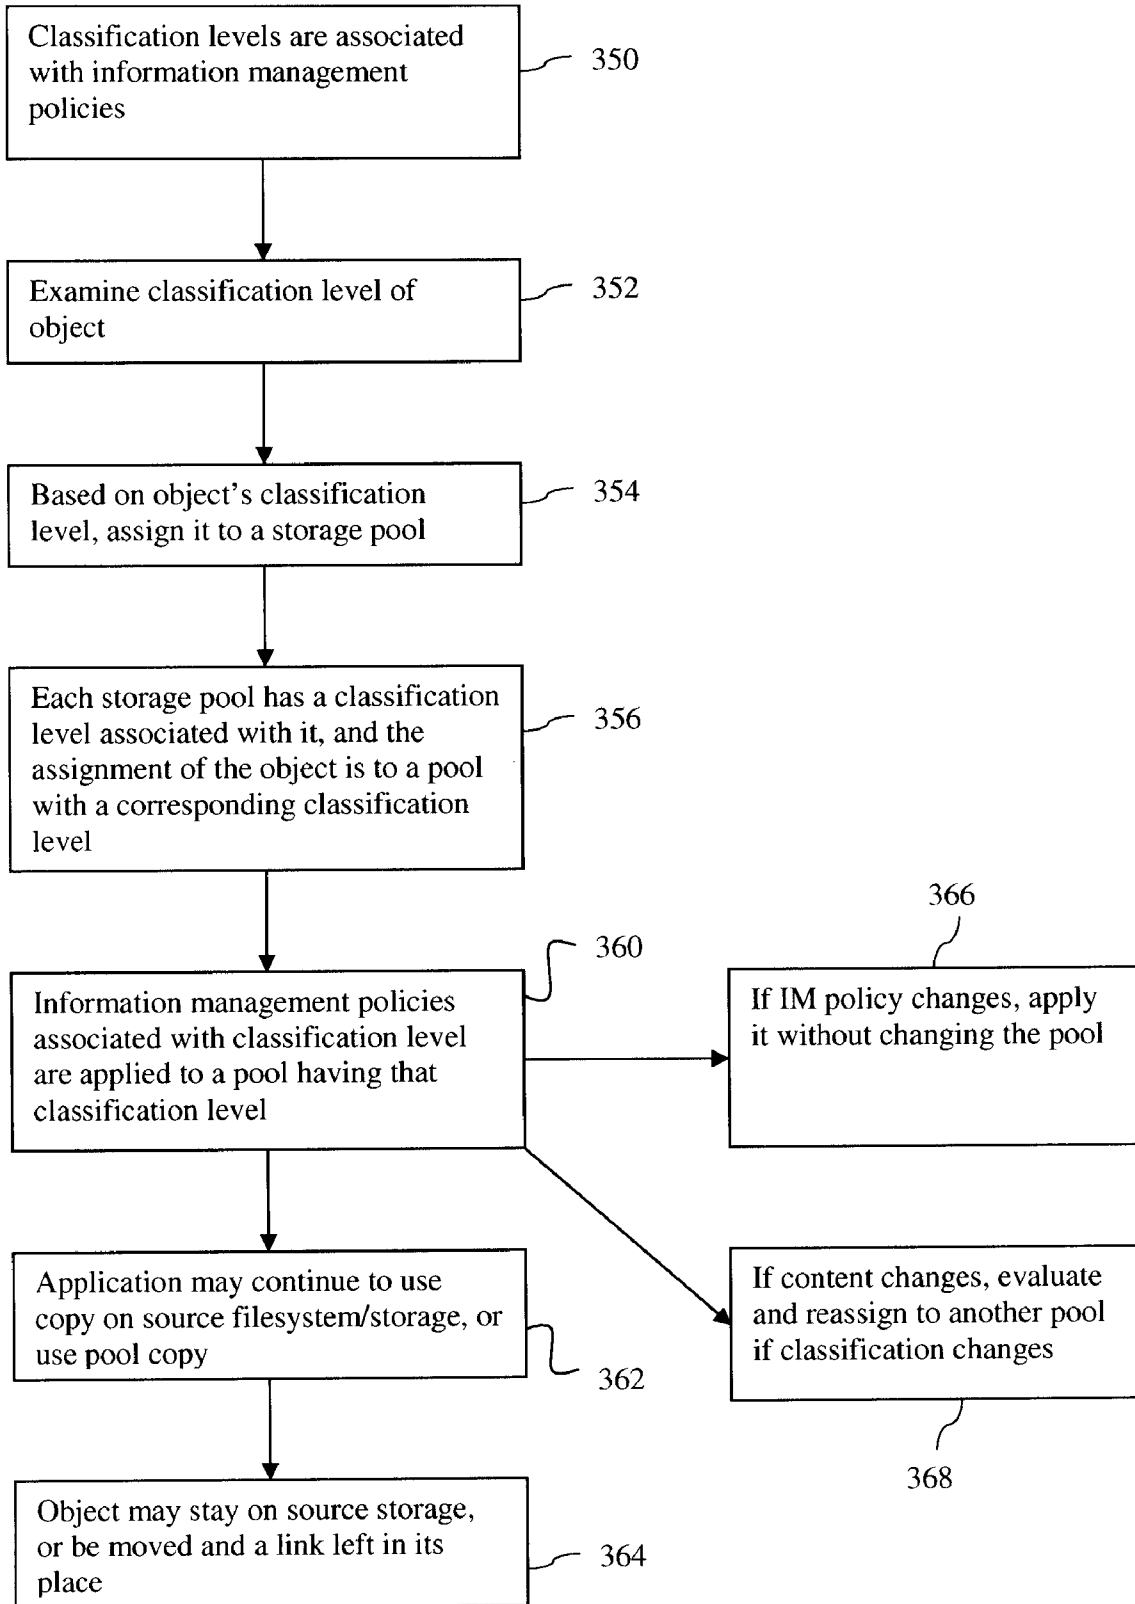 Classification levels are associated
with information management
policies
350
Examine classification level of
object
352
Based on object's classification
level, assign it to a storage pool
354
Each storage pool has a classification
level associated with it, and the
assignment of the object is to a pool
with a corresponding classification
level
356
Information management policies
associated with classification level
are applied to a pool having that
classification level
360
366
If IM policy changes, apply
it without changing the pool
Application may continue to use
copy on source filesystem/storage, or
use pool copy
362
If content changes, evaluate
and reassign to another pool
if classification changes
368
Object may stay on source storage,
or be moved and a link left in its
place
364